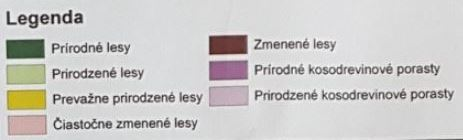 Legenda
Prírodné lesy
Prirodzené lesy
Prevažne prirodzené lesy
Čiastočne zmenené lesy
Zmenené lesy
Prírodné kosodrevinové porasty
Prirodzené kosodrevinové porasty